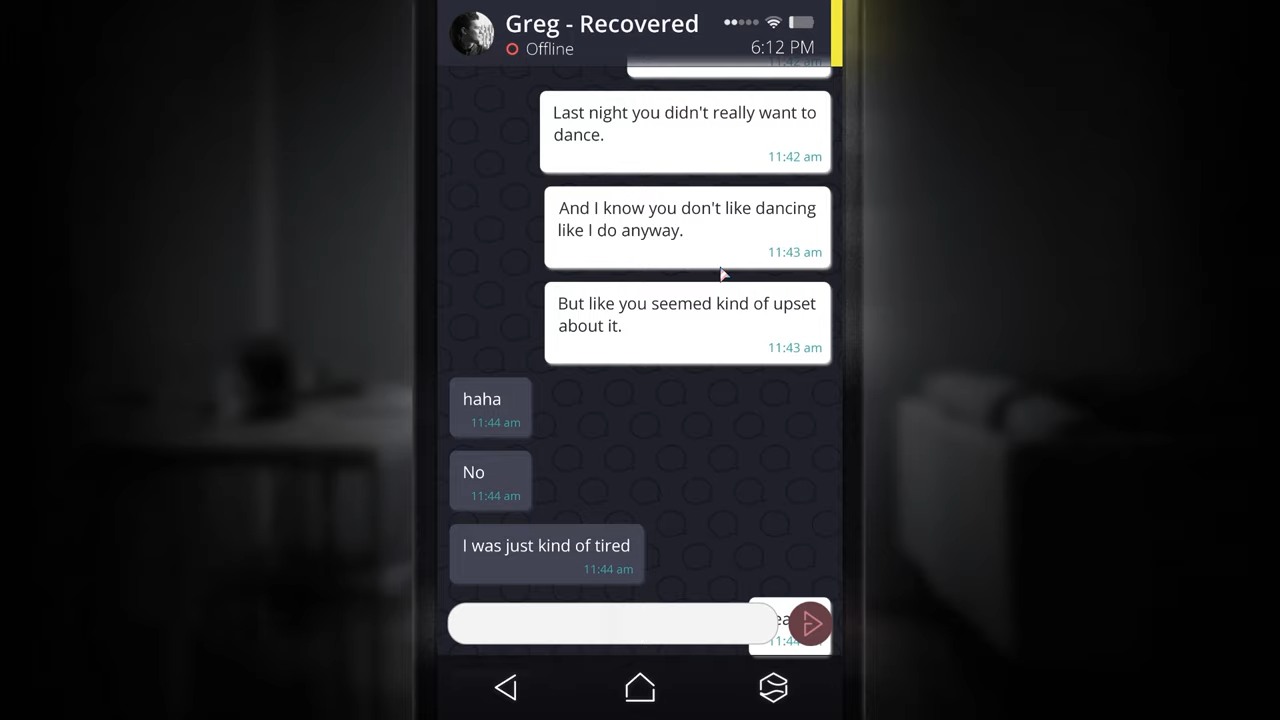 Greg - Recovered
Offline
6:12 PM
11:42 am
Last night you didn't really want to
dance.
11:42 am
And I know you don't like dancing
like I do anyway.
11:43 am
But like you seemed kind of upset
about it.
11:43 am
haha
11:44 am
No
11:44 am
I was just kind of tired
11:44 am